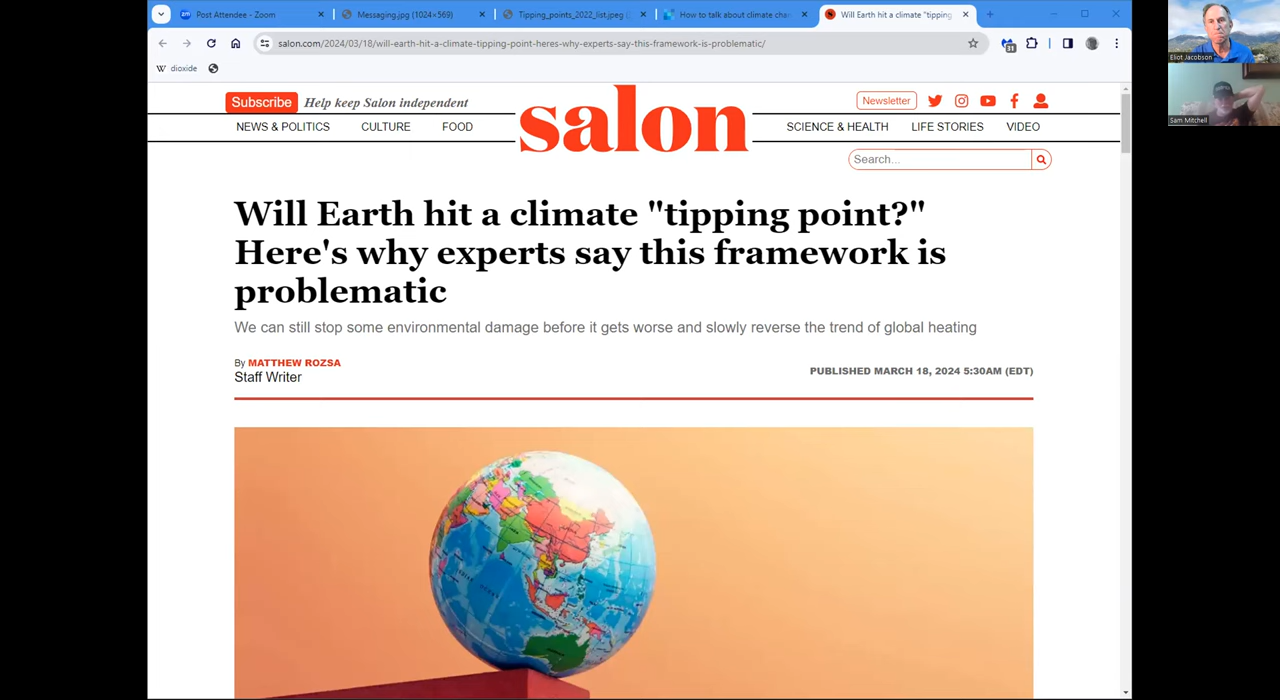 Post Attendee - Zoom
Messaging.jpg (1024×569)
Tipping_points_2022_list.jpeg (
How to talk about climate chan
Will Earth hit a climate "tipping
salon.com/2024/03/18/will-earth-hit-a-climate-tipping-point-heres-why-experts-say-this-framework-is-problematic/
31
W dioxide
Subscribe Help keep Salon independent
salon
Newsletter
NEWS & POLITICS CULTURE FOOD
SCIENCE & HEALTH LIFE STORIES VIDEO
Search...
Will Earth hit a climate "tipping point?"
Here's why experts say this framework is
problematic
We can still stop some environmental damage before it gets worse and slowly reverse the trend of global heating
By MATTHEW ROZSA
Staff Writer
PUBLISHED MARCH 18, 2024 5:30AM (EDT)
Eliot Jacobson
Sam Mitchell